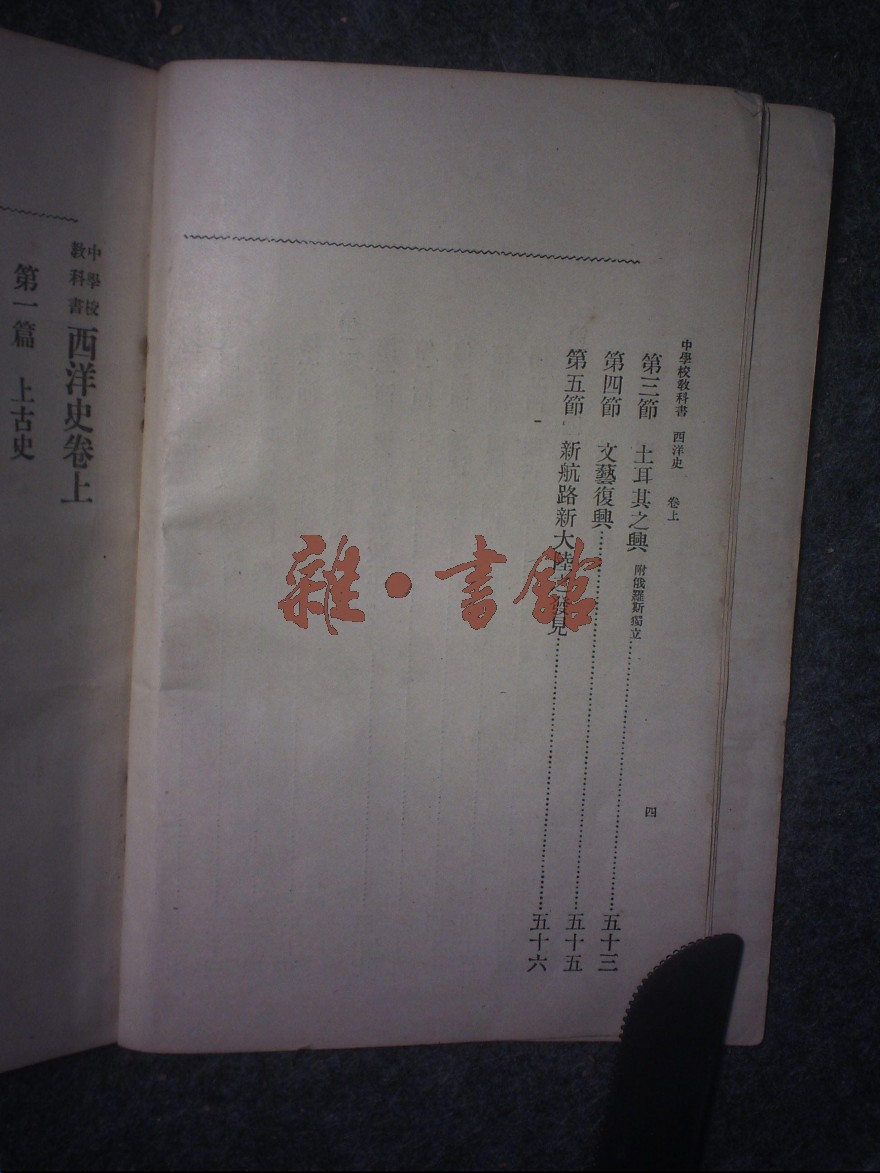 中學校教科書　西洋史　卷上
四
第三節　土耳其之興　附俄羅斯獨立……五十三
第四節　文藝復興……五十五
第五節　新航路新大陸之發見……五十六
中學校教科書　西洋史卷上
第一篇　上古史
雜·書館